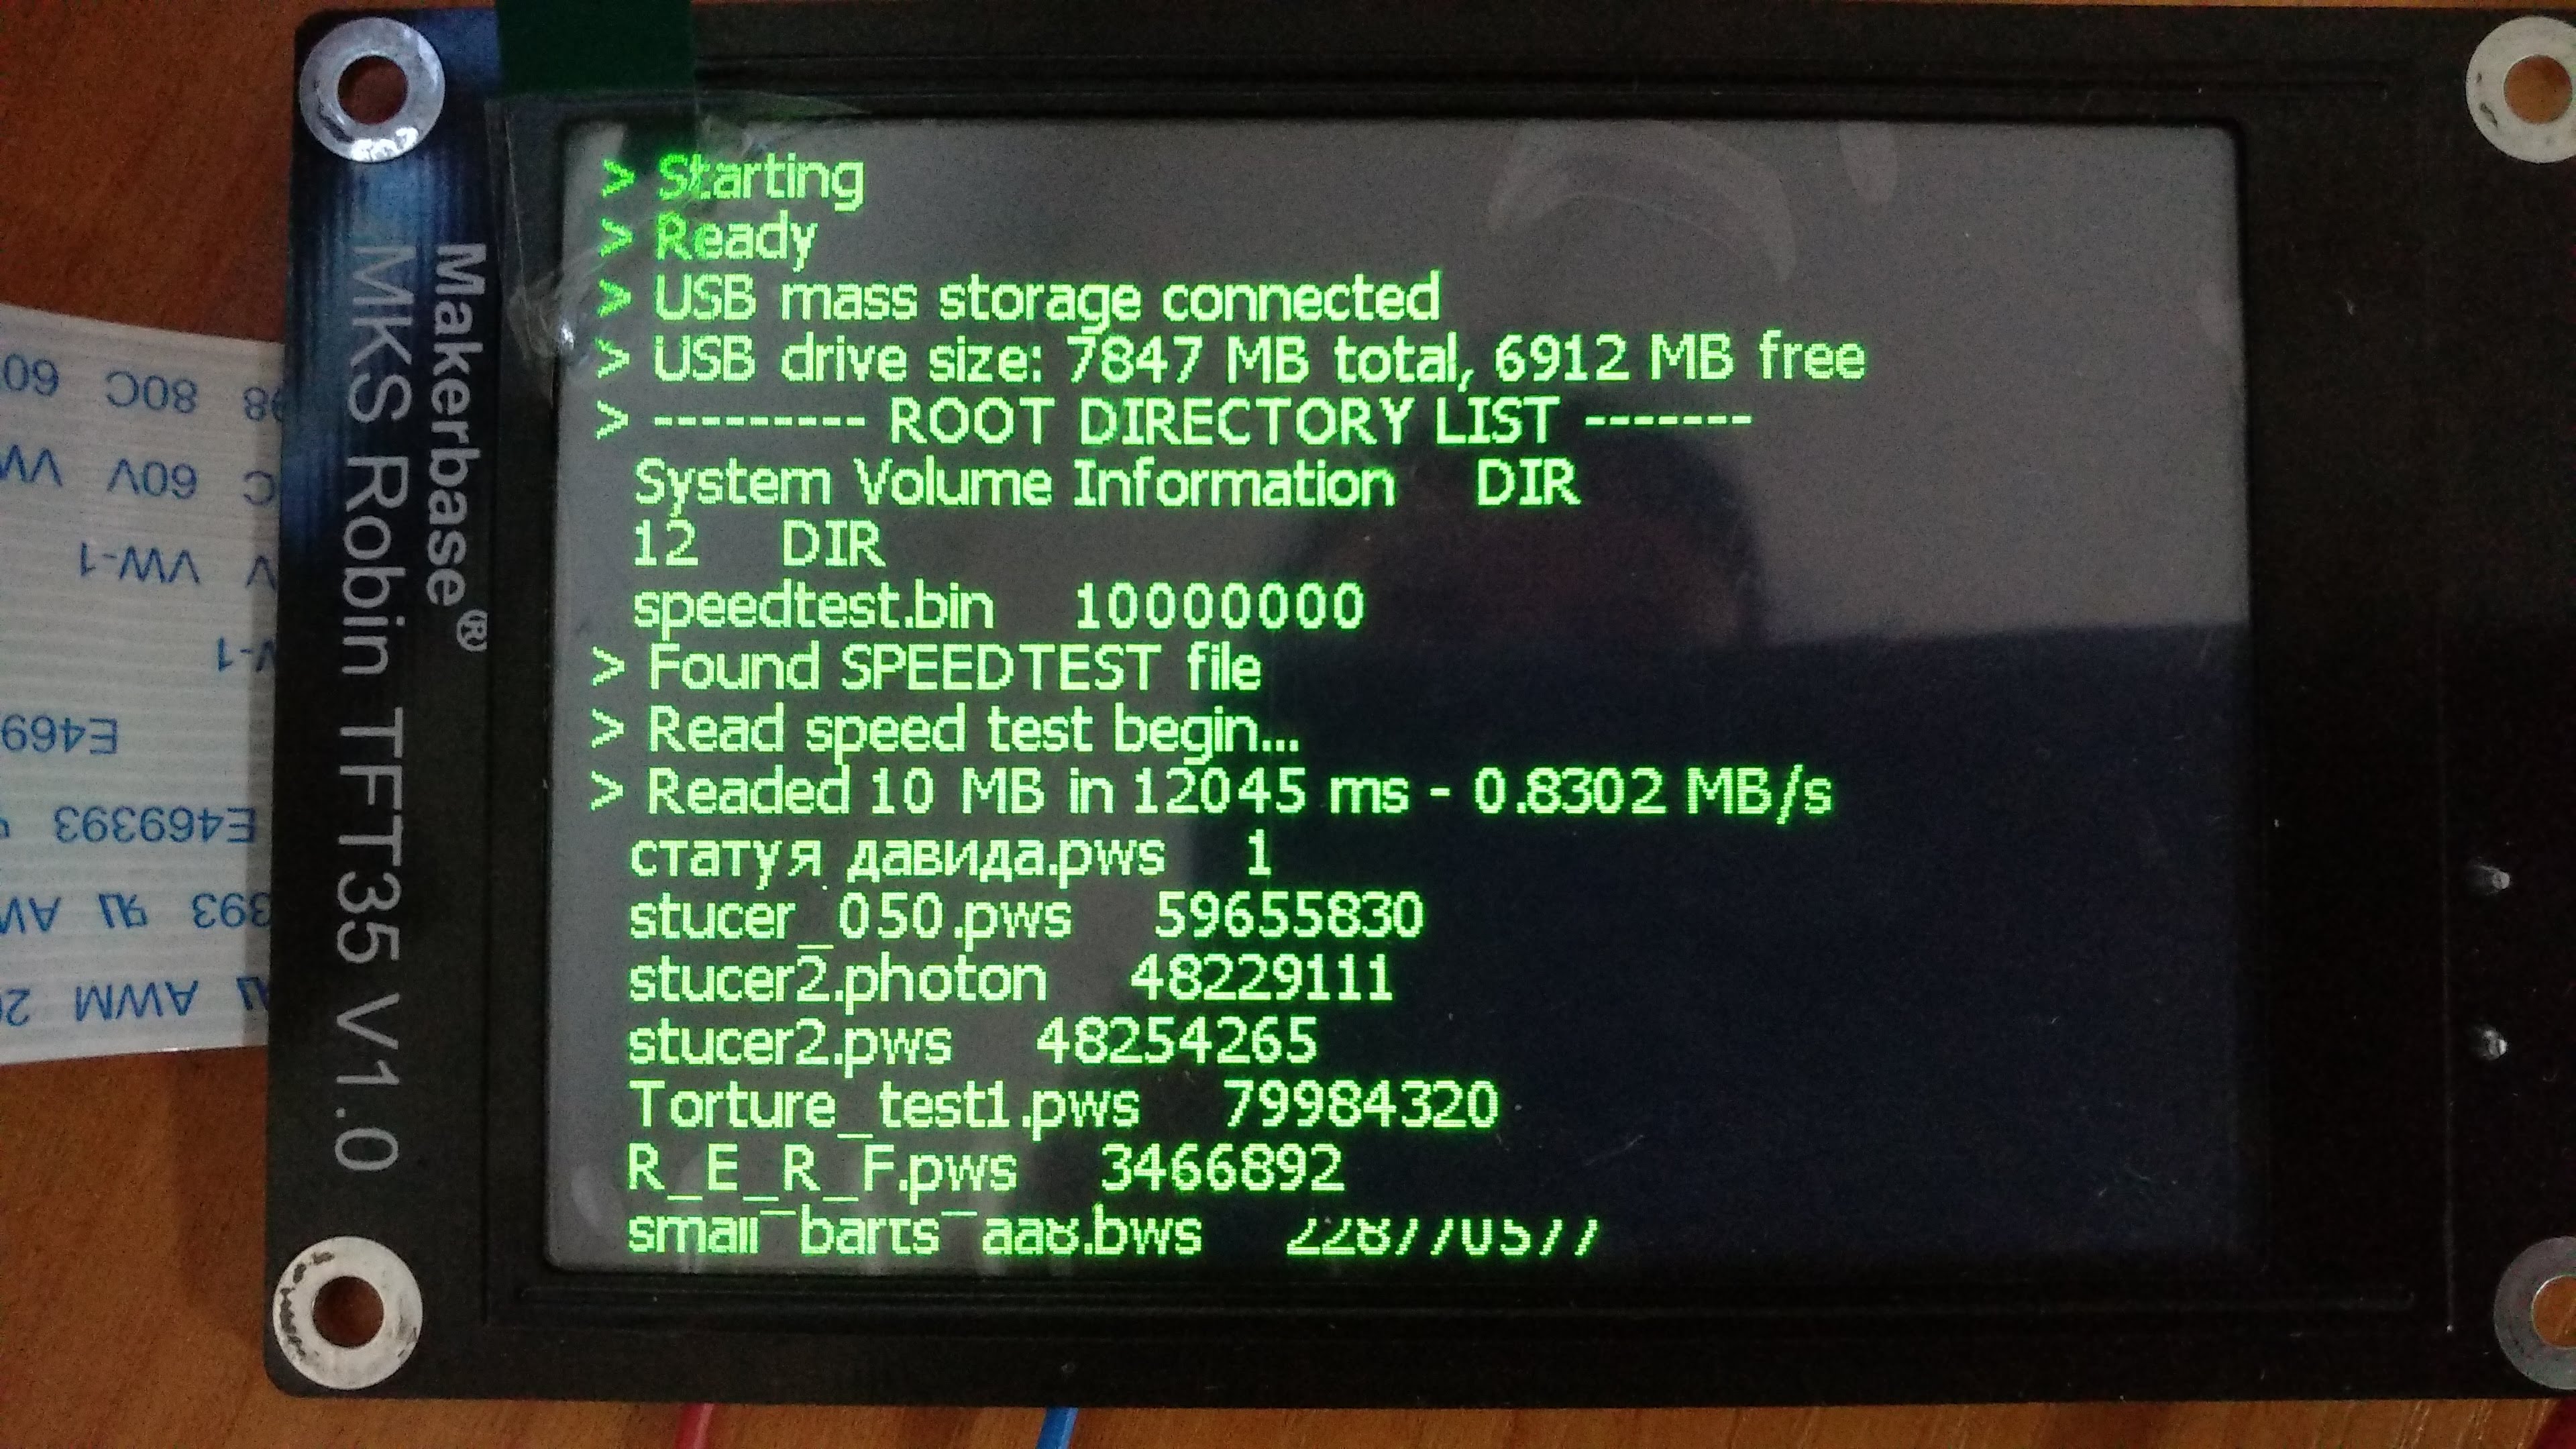 > Starting
> Ready
> USB mass storage connected
> USB drive size: 7847 MB total, 6912 MB free
> --------- ROOT DIRECTORY LIST -------
System Volume Information DIR
12 DIR
speedtest.bin 10000000
> Found SPEEDTEST file
> Read speed test begin...
> Readed 10 MB in 12045 ms - 0.8302 MB/s
статуя давида.pws 1
stucer_050.pws 59655830
stucer2.photon 48229111
stucer2.pws 48254265
Torture_test1.pws 79984320
R_E_R_F.pws 3466892
Makerbase®
MKS Robin TFT35 V1.0
98 80C 60
C 60V VW
V VW-1
V-1
E469
E469393
393 AW
AWM 20